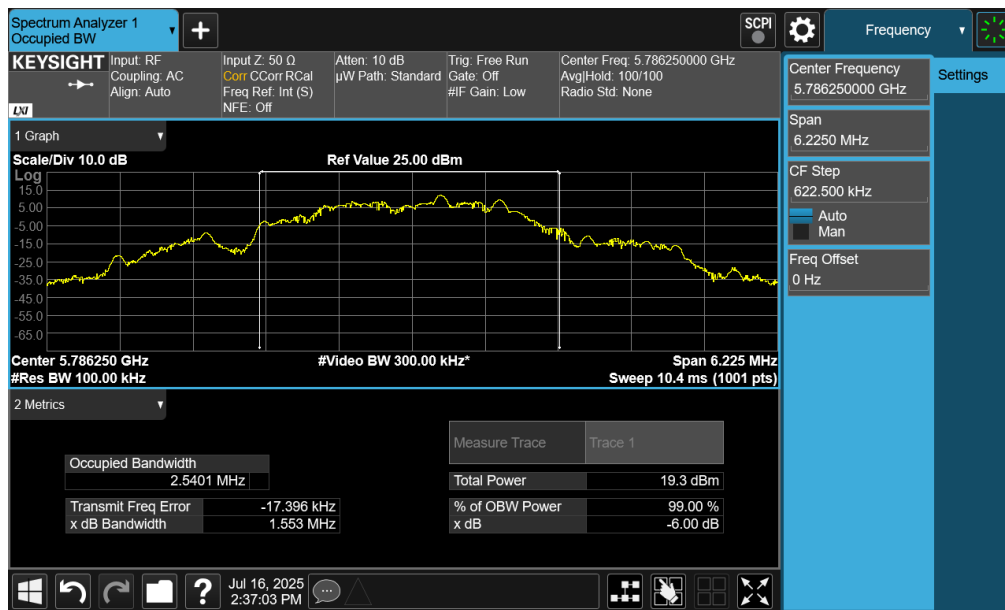 Spectrum Analyzer 1
Occupied BW
+
SCPI
Frequency
KEYSIGHT
LXI
Input: RF
Coupling: AC
Align: Auto
Input Z: 50 Ω
Corr CCorr RCal
Freq Ref: Int (S)
NFE: Off
Atten: 10 dB
µW Path: Standard
Trig: Free Run
Gate: Off
#IF Gain: Low
Center Freq: 5.786250000 GHz
Avg|Hold: 100/100
Radio Std: None
Center Frequency
5.786250000 GHz
Settings
Span
6.2250 MHz
CF Step
622.500 kHz
Auto
Man
Freq Offset
0 Hz
1 Graph
Scale/Div 10.0 dB
Ref Value 25.00 dBm
Log
15.0
5.00
-5.00
-15.0
-25.0
-35.0
-45.0
-55.0
-65.0
Center 5.786250 GHz
#Video BW 300.00 kHz*
Span 6.225 MHz
#Res BW 100.00 kHz
Sweep 10.4 ms (1001 pts)
2 Metrics
Measure Trace Trace 1
Occupied Bandwidth
2.5401 MHz
Total Power 19.3 dBm
Transmit Freq Error -17.396 kHz
% of OBW Power 99.00 %
x dB Bandwidth 1.553 MHz
x dB -6.00 dB
?
Jul 16, 2025
2:37:03 PM